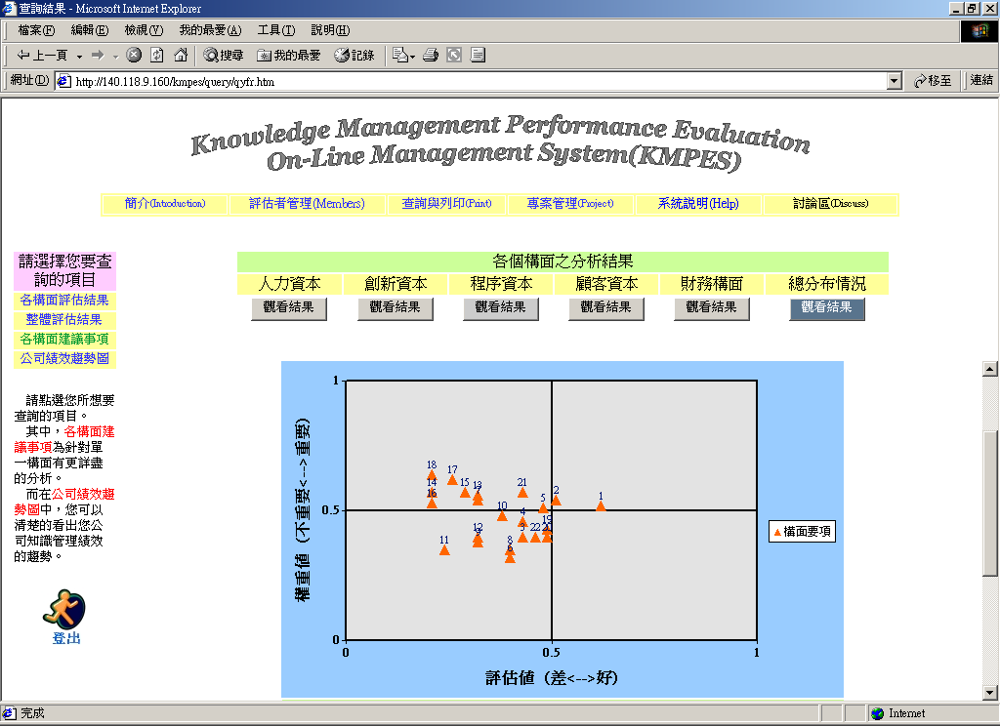 查詢結果 - Microsoft Internet Explorer
檔案(F) 編輯(E) 檢視(V) 我的最愛(A) 工具(T) 說明(H)
上一頁 搜尋 我的最愛 記錄
網址(D) http://140.118.9.160/kmpes/query/qyfr.htm 移至 連結
Knowledge Management Performance Evaluation
On-Line Management System(KMPES)
簡介(Introduction) 評估者管理(Members) 查詢與列印(Print) 專案管理(Project) 系統說明(Help) 討論區(Discuss)
請選擇您要查
詢的項目
各構面評估結果
整體評估結果
各構面建議事項
公司績效趨勢圖
請點選您所想要
查詢的項目。
其中，各構面建
議事項為針對單
一構面有更詳盡
的分析。
而在公司績效趨
勢圖中，您可以
清楚的看出您公
司知識管理績效
的趨勢。
登出
各個構面之分析結果
人力資本 創新資本 程序資本 顧客資本 財務構面 總分布情況
觀看結果 觀看結果 觀看結果 觀看結果 觀看結果 觀看結果
權重值（不重要<-->重要）
1
0.5
0
18
17
14
15
13
16
21
2
1
5
10
4
19
12
3
22
11
8
6
構面要項
0 0.5 1
評估值（差<-->好）
完成 Internet